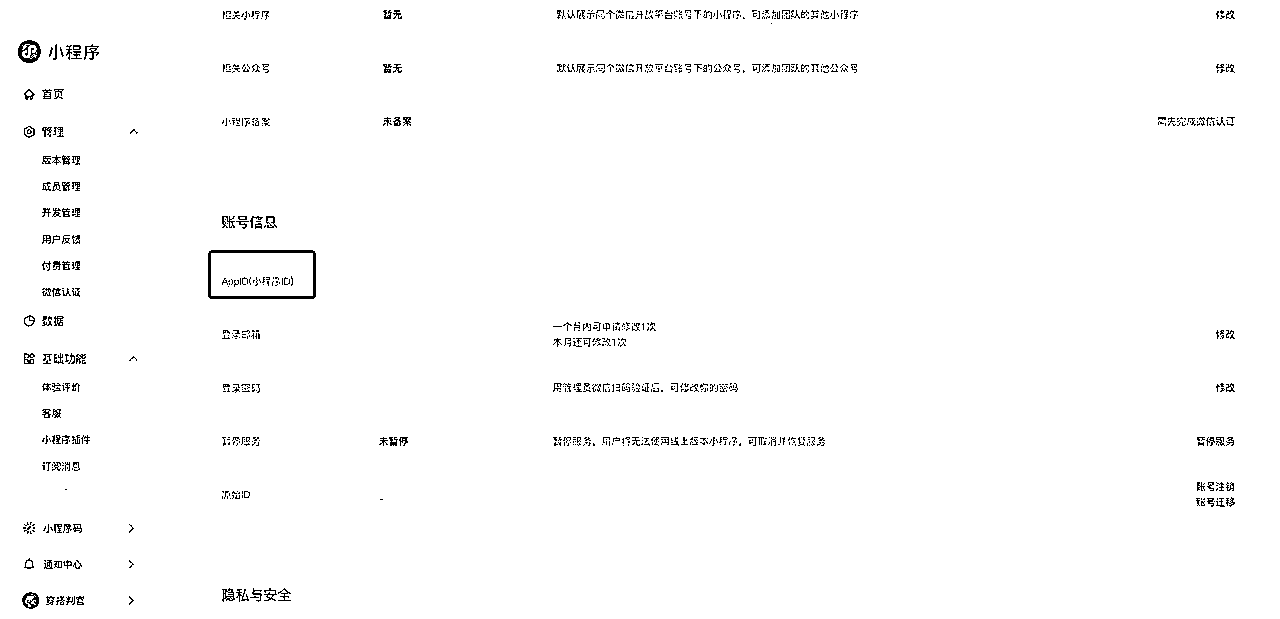 相关小程序 暂无 默认展示同个微信开放平台账号下的小程序，可添加团队的其他小程序 修改
小程序
相关公众号 暂无 默认展示同个微信开放平台账号下的公众号，可添加团队的其他公众号 修改
首页
小程序备案 未备案 需先完成微信认证
管理
版本管理
成员管理
开发管理
账号信息
用户反馈
付费管理
AppID(小程序ID)
微信认证
数据
登录邮箱 一个月内可申请修改1次 修改
本月还可修改1次
基础功能
体验评价
登录密码 用管理员微信扫码验证后，可修改你的密码 修改
客服
小程序插件
暂停服务 未暂停 暂停服务，用户将无法使用线上版本小程序，可取消并恢复服务 暂停服务
订阅消息
原始ID 账号注销
账号迁移
小程序码
通知中心
隐私与安全
穿搭判官